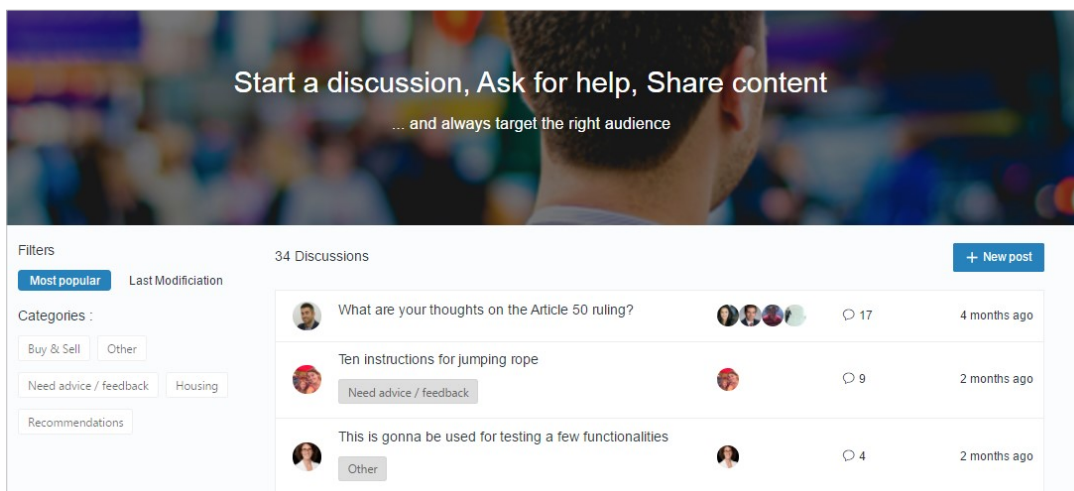 Start a discussion, Ask for help, Share content
... and always target the right audience
Filters
Most popular Last Modificiation
Categories :
Buy & Sell Other
Need advice / feedback Housing
Recommendations
34 Discussions
+ New post
What are your thoughts on the Article 50 ruling? 17 4 months ago
Ten instructions for jumping rope
Need advice / feedback
9 2 months ago
This is gonna be used for testing a few functionalities
Other
4 2 months ago